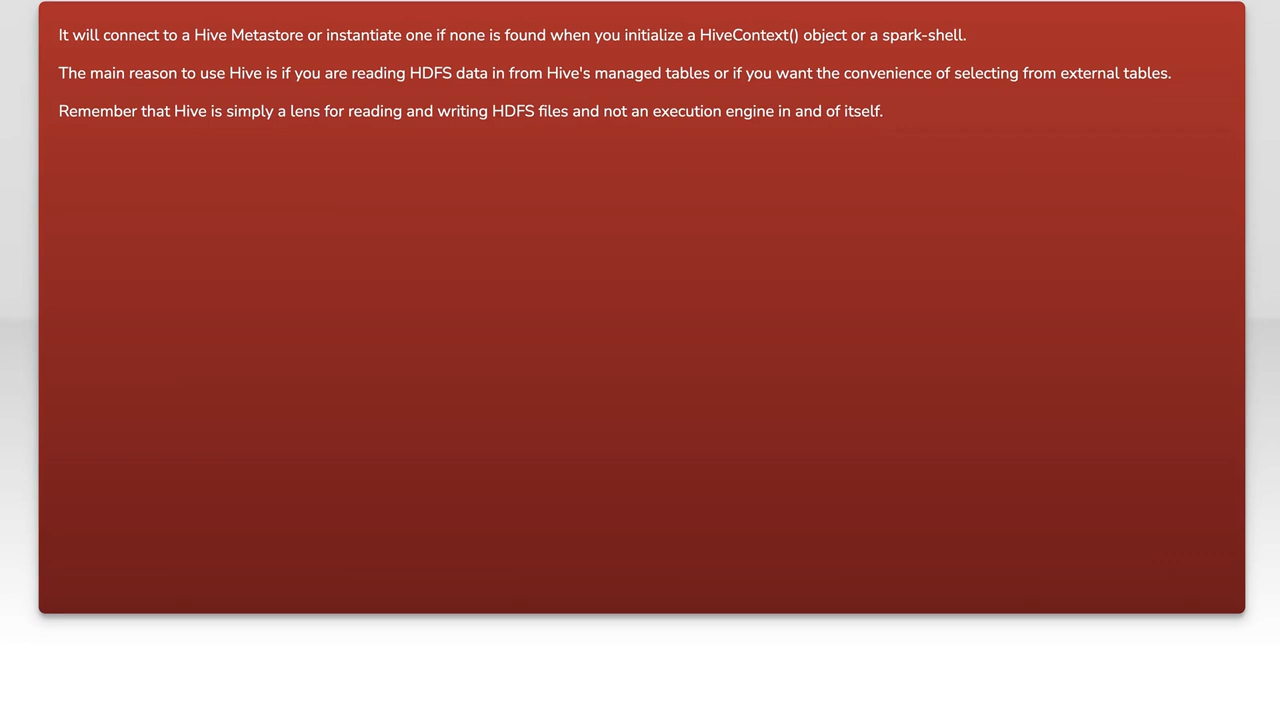 It will connect to a Hive Metastore or instantiate one if none is found when you initialize a HiveContext() object or a spark-shell.
The main reason to use Hive is if you are reading HDFS data in from Hive's managed tables or if you want the convenience of selecting from external tables.
Remember that Hive is simply a lens for reading and writing HDFS files and not an execution engine in and of itself.